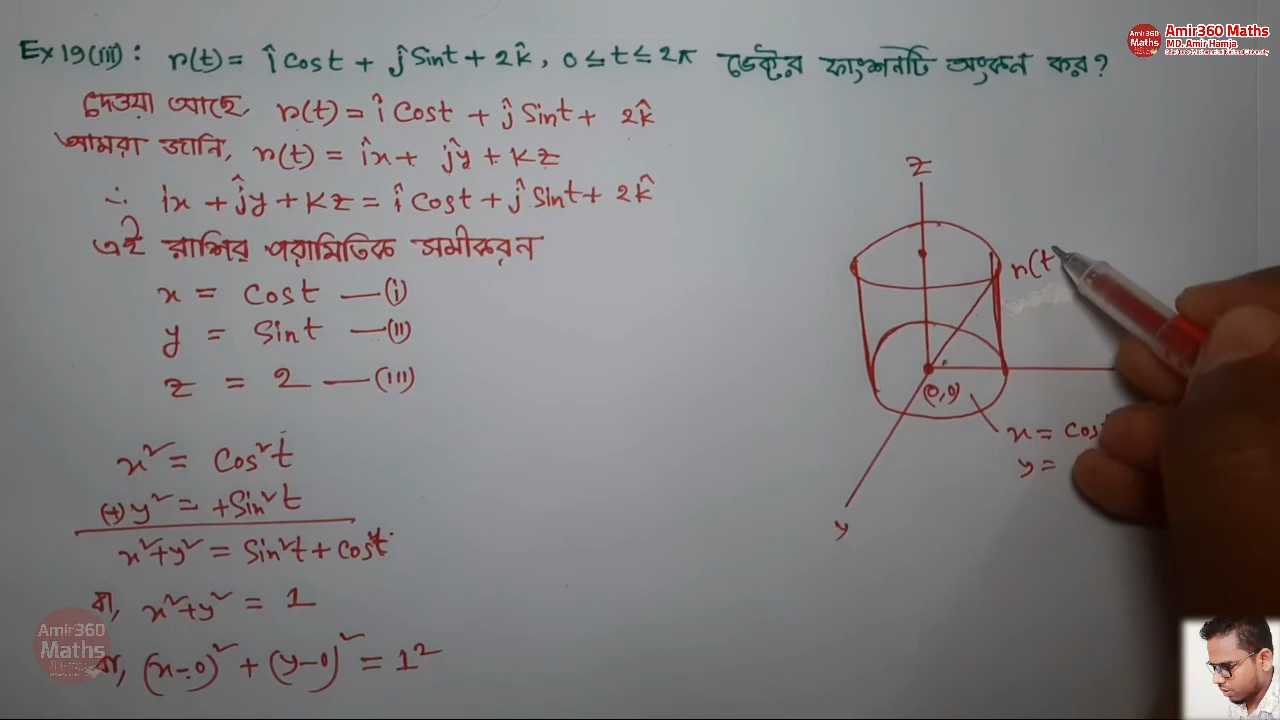 Ex 19(iii): r(t) = î Cost + ĵ Sint + 2k̂, 0 ≤ t ≤ 2π ভেক্টর ফাংশনটি অংকন কর?
দেওয়া আছে, r(t) = î Cost + ĵ Sint + 2k̂
আমরা জানি, r(t) = îx + ĵy + kz
∴ ix + ĵy + kz = î Cost + ĵ Sint + 2k̂
এই রাশির পরামিতিক সমীকরন
x = Cost —(i)
y = Sint —(ii)
z = 2 —(iii)
x² = Cos²t
(+) y² = +Sin²t
x²+y² = Sin²t + Cos²t
বা, x²+y² = 1
বা, (x-0)² + (y-0)² = 1²
z
r(t
(0,0)
x = Cos
y =
y
Amir360 Maths
MD. Amir Hamja
Amir360
Maths